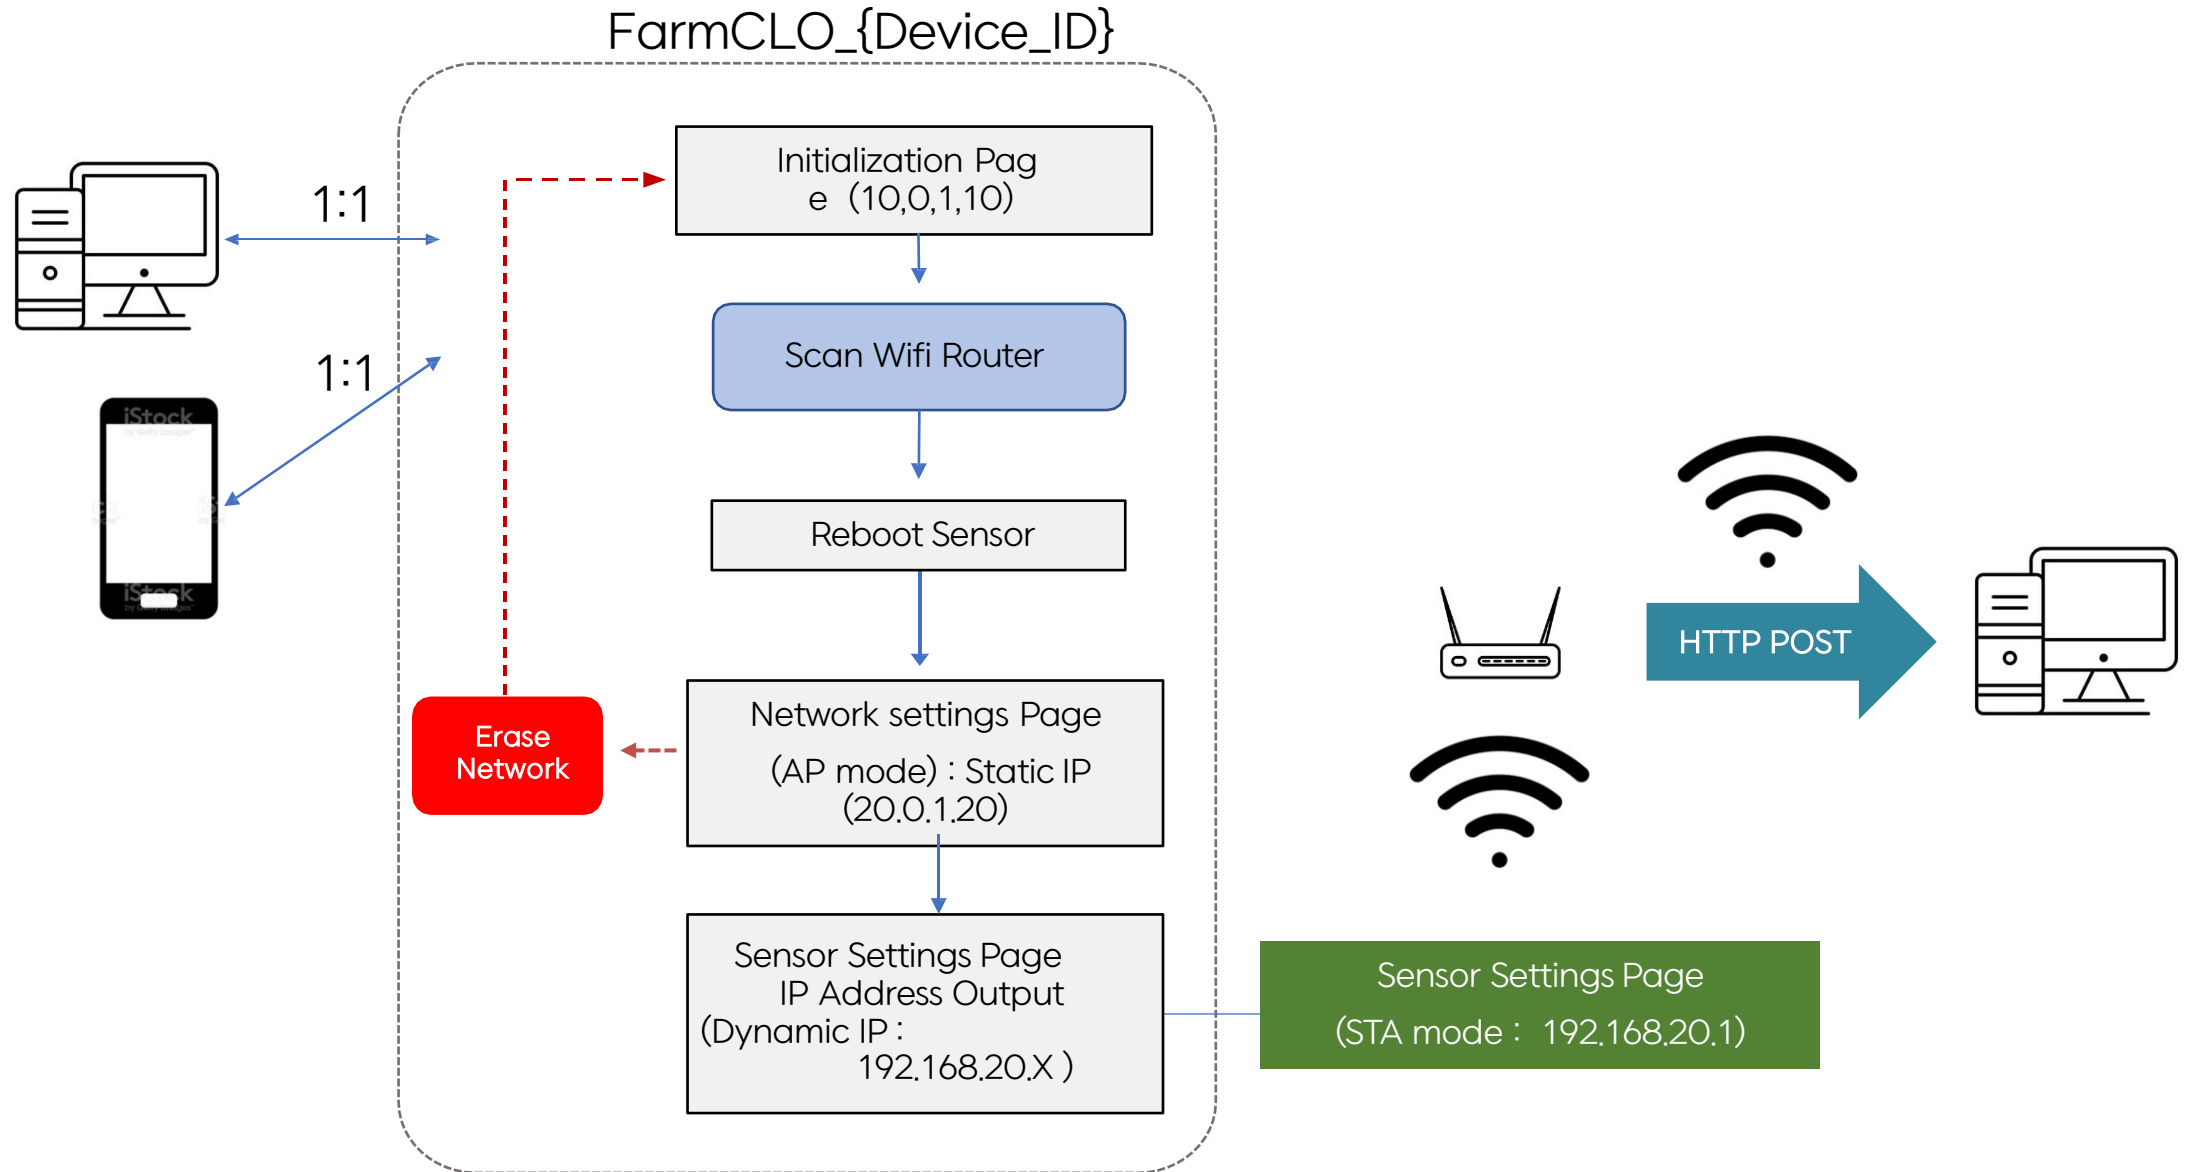 FarmCLO_{Device_ID}
1:1
1:1
Initialization Pag
e (10,0,1,10)
Scan Wifi Router
Reboot Sensor
Network settings Page
(AP mode) : Static IP
(20.0.1.20)
Erase
Network
Sensor Settings Page
IP Address Output
(Dynamic IP :
192.168.20.X )
Sensor Settings Page
(STA mode : 192.168.20.1)
HTTP POST
iStock
iStock